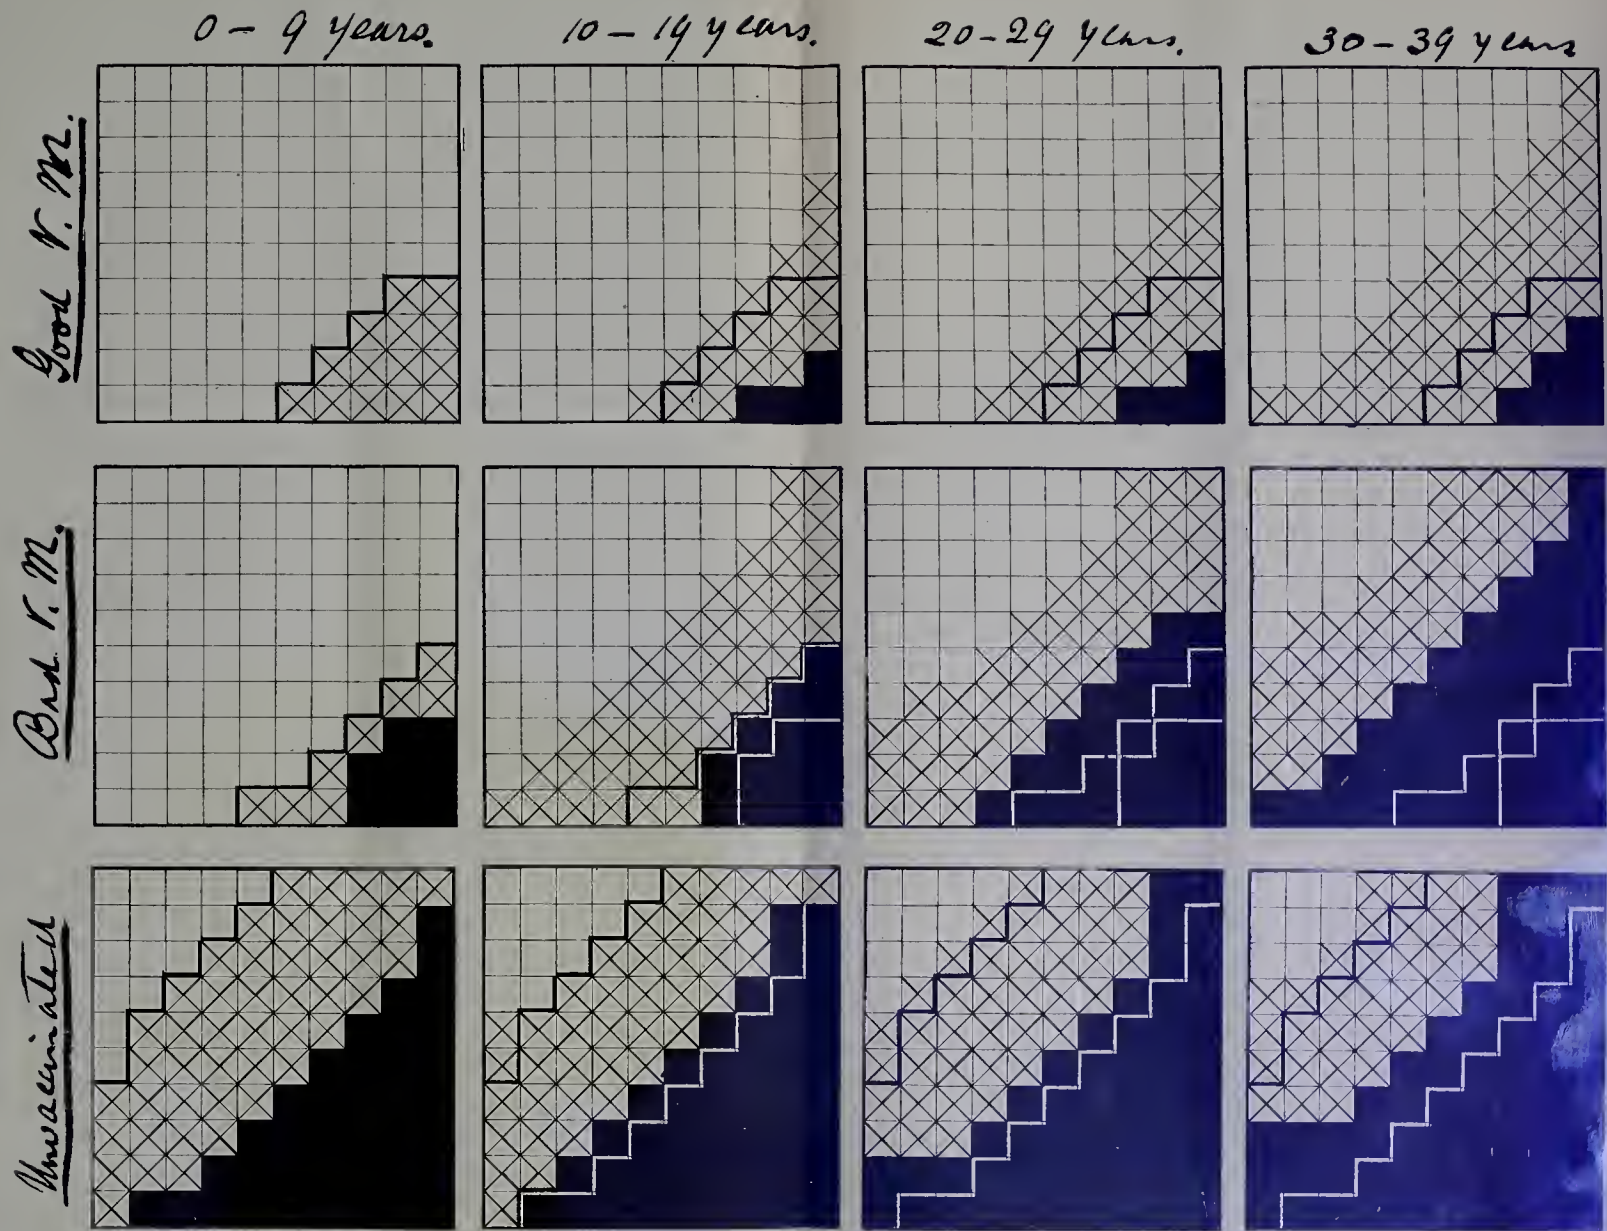 0 - 9 years.
10 - 19 years.
20 - 29 years.
30 - 39 years
Good V. M.
Bad V. M.
Unvaccinated